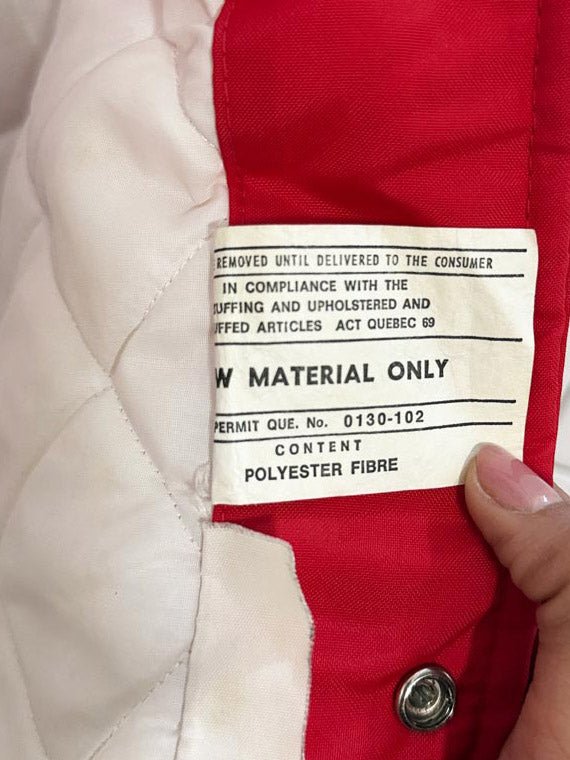 REMOVED UNTIL DELIVERED TO THE CONSUMER
IN COMPLIANCE WITH THE
UFFING AND UPHOLSTERED AND
UFFED ARTICLES ACT QUEBEC 69
W MATERIAL ONLY
PERMIT QUE. No. 0130-102
CONTENT
POLYESTER FIBRE